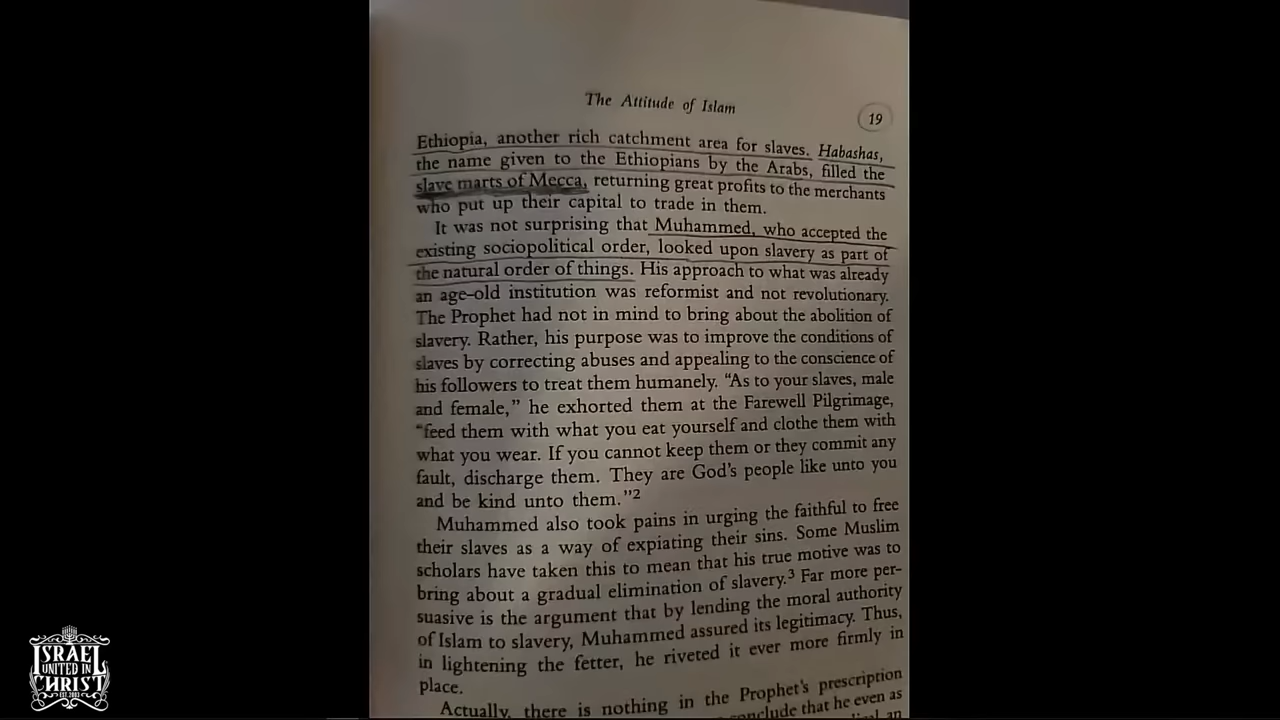 The Attitude of Islam
19
Ethiopia, another rich catchment area for slaves. Habashas,
the name given to the Ethiopians by the Arabs, filled the
slave marts of Mecca, returning great profits to the merchants
who put up their capital to trade in them.
It was not surprising that Muhammed, who accepted the
existing sociopolitical order, looked upon slavery as part of
the natural order of things. His approach to what was already
an age-old institution was reformist and not revolutionary.
The Prophet had not in mind to bring about the abolition of
slavery. Rather, his purpose was to improve the conditions of
slaves by correcting abuses and appealing to the conscience of
his followers to treat them humanely. "As to your slaves, male
and female," he exhorted them at the Farewell Pilgrimage,
"feed them with what you eat yourself and clothe them with
what you wear. If you cannot keep them or they commit any
fault, discharge them. They are God's people like unto you
and be kind unto them."2
Muhammed also took pains in urging the faithful to free
their slaves as a way of expiating their sins. Some Muslim
scholars have taken this to mean that his true motive was to
bring about a gradual elimination of slavery.3 Far more per-
suasive is the argument that by lending the moral authority
of Islam to slavery, Muhammed assured its legitimacy. Thus,
in lightening the fetter, he riveted it ever more firmly in
place.
Actually, there is nothing in the Prophet's prescription
conclude that he even as
ISRAEL
UNITED IN
CHRIST
EST. 2003